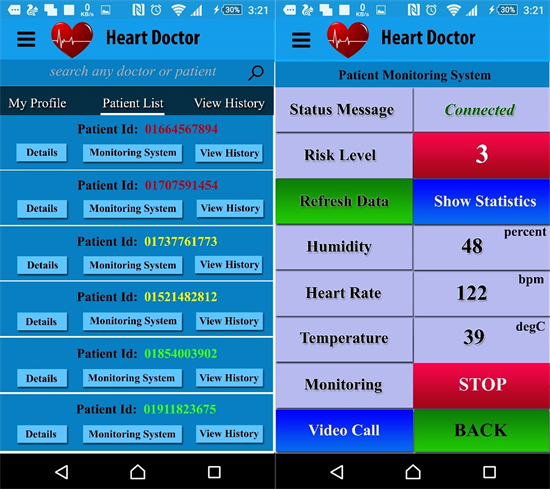 0 KB/s 30% 3:21
Heart Doctor
search any doctor or patient
My Profile Patient List View History
Patient Id: 01664567894
Details Monitoring System View History
Patient Id: 01707591454
Details Monitoring System View History
Patient Id: 01737761773
Details Monitoring System View History
Patient Id: 01521482812
Details Monitoring System View History
Patient Id: 01854003902
Details Monitoring System View History
Patient Id: 01911823675
Details Monitoring System View History
0 KB/s 30% 3:21
Heart Doctor
Patient Monitoring System
Status Message Connected
Risk Level 3
Refresh Data Show Statistics
Humidity 48 percent
Heart Rate 122 bpm
Temperature 39 degC
Monitoring STOP
Video Call BACK